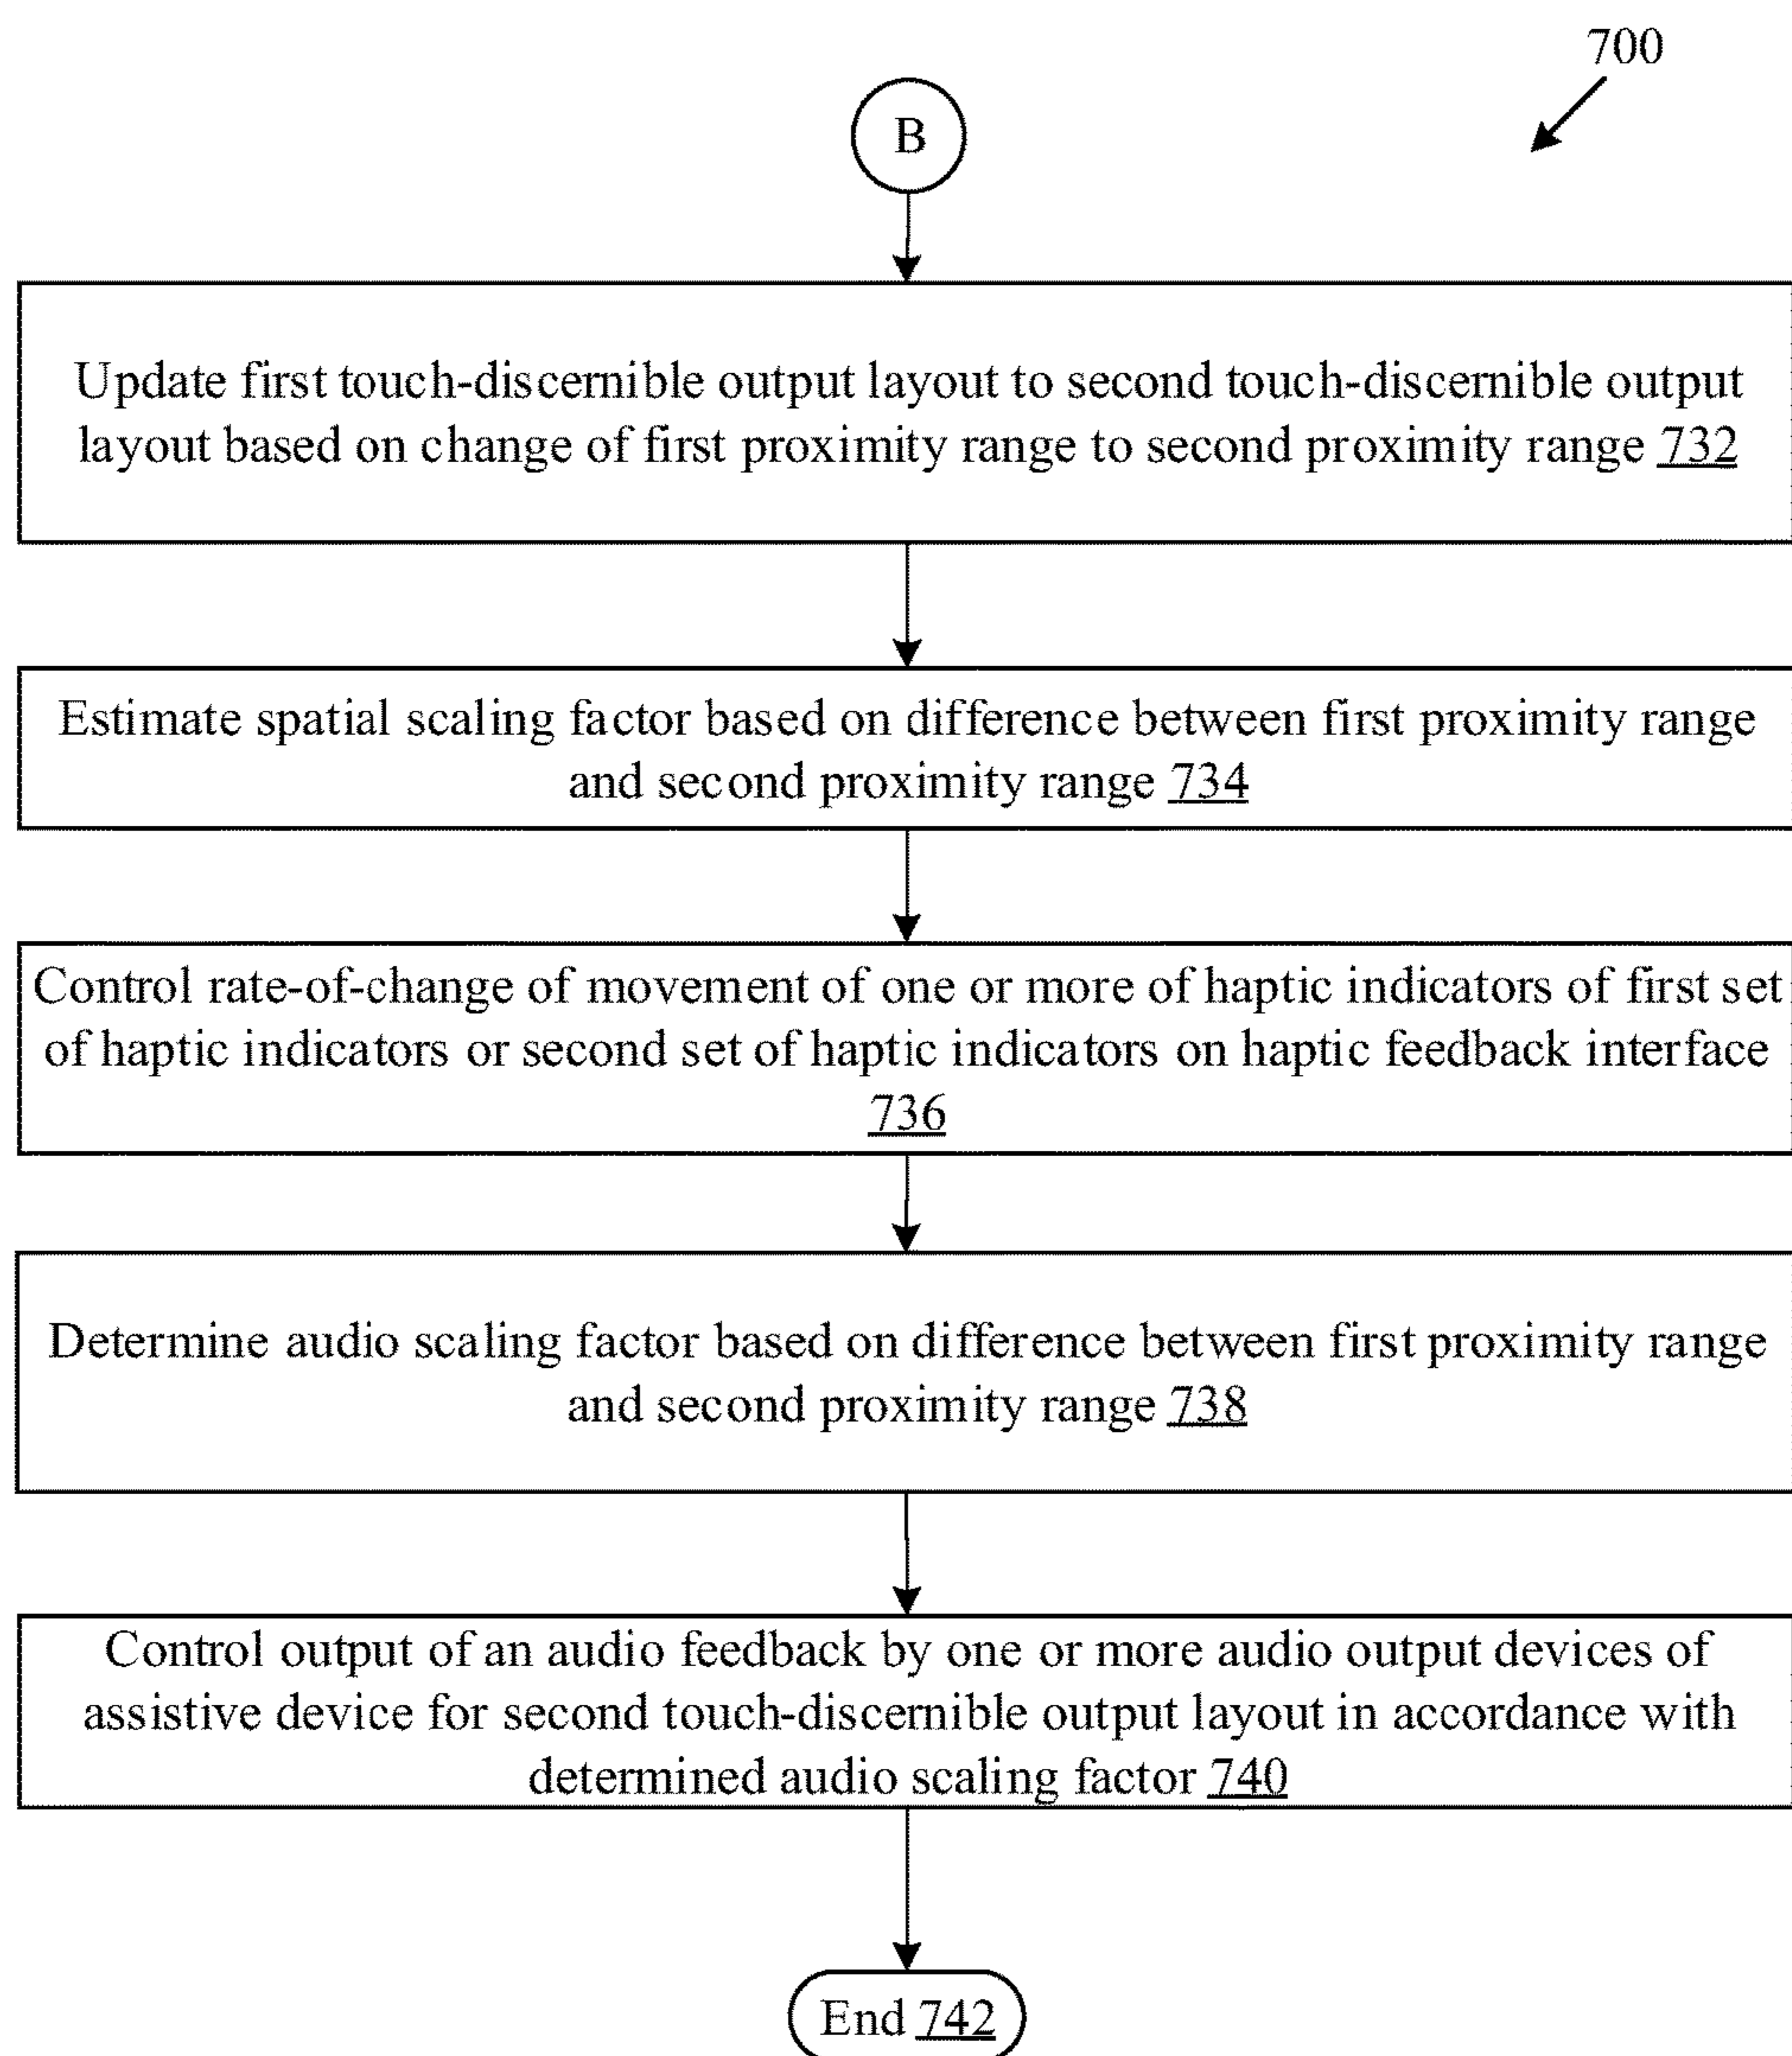 700
B
Update first touch-discernible output layout to second touch-discernible output
layout based on change of first proximity range to second proximity range 732
Estimate spatial scaling factor based on difference between first proximity range
and second proximity range 734
Control rate-of-change of movement of one or more of haptic indicators of first set
of haptic indicators or second set of haptic indicators on haptic feedback interface
736
Determine audio scaling factor based on difference between first proximity range
and second proximity range 738
Control output of an audio feedback by one or more audio output devices of
assistive device for second touch-discernible output layout in accordance with
determined audio scaling factor 740
End 742